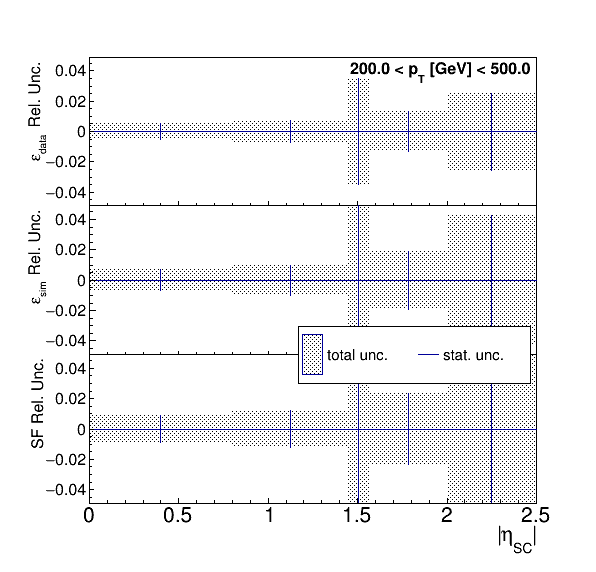 200.0 < p_T [GeV] < 500.0
ε_data Rel. Unc.
0.04
0.02
0
−0.02
−0.04
ε_sim Rel. Unc.
0.04
0.02
0
−0.02
−0.04
total unc. stat. unc.
SF Rel. Unc.
0.04
0.02
0
−0.02
−0.04
0 0.5 1 1.5 2 2.5
|η_SC|